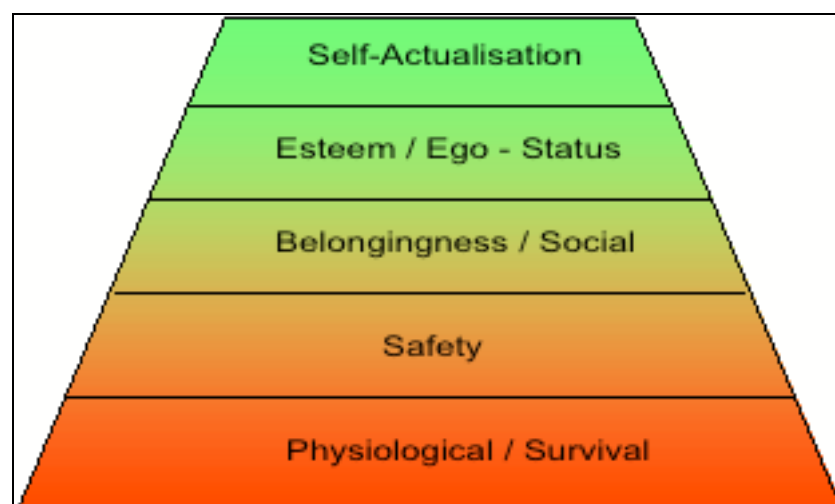 Self-Actualisation
Esteem / Ego - Status
Belongingness / Social
Safety
Physiological / Survival